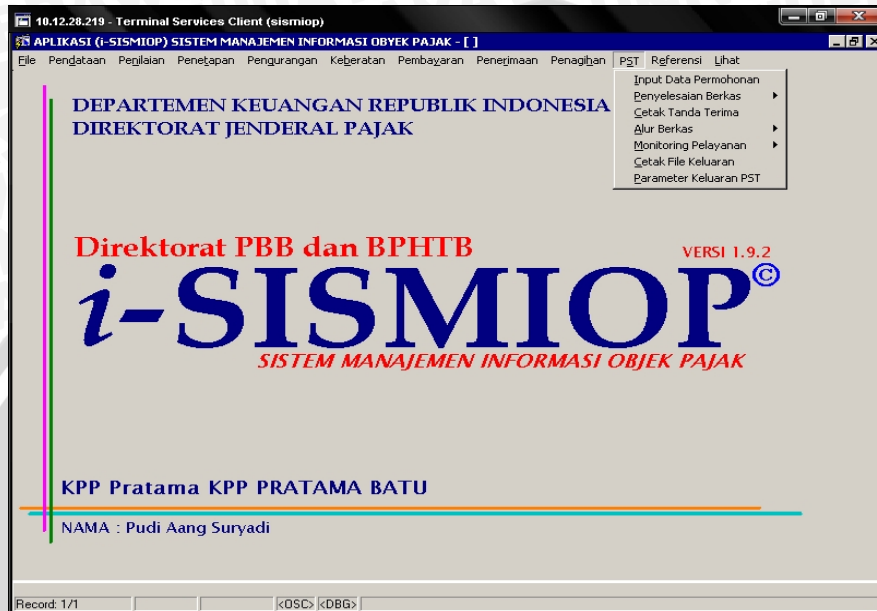 10.12.28.219 - Terminal Services Client (sismiop)
APLIKASI (i-SISMIOP) SISTEM MANAJEMEN INFORMASI OBYEK PAJAK - [ ]
File Pendataan Penilaian Penetapan Pengurangan Keberatan Pembayaran Penerimaan Penagihan PST Referensi Lihat
Input Data Permohonan
Penyelesaian Berkas
Cetak Tanda Terima
Alur Berkas
Monitoring Pelayanan
Cetak File Keluaran
Parameter Keluaran PST
DEPARTEMEN KEUANGAN REPUBLIK INDONESIA
DIREKTORAT JENDERAL PAJAK
Direktorat PBB dan BPHTB
VERSI 1.9.2
i-SISMIOP©
SISTEM MANAJEMEN INFORMASI OBJEK PAJAK
KPP Pratama KPP PRATAMA BATU
NAMA : Pudi Aang Suryadi
Record: 1/1 <OSC> <DBG>